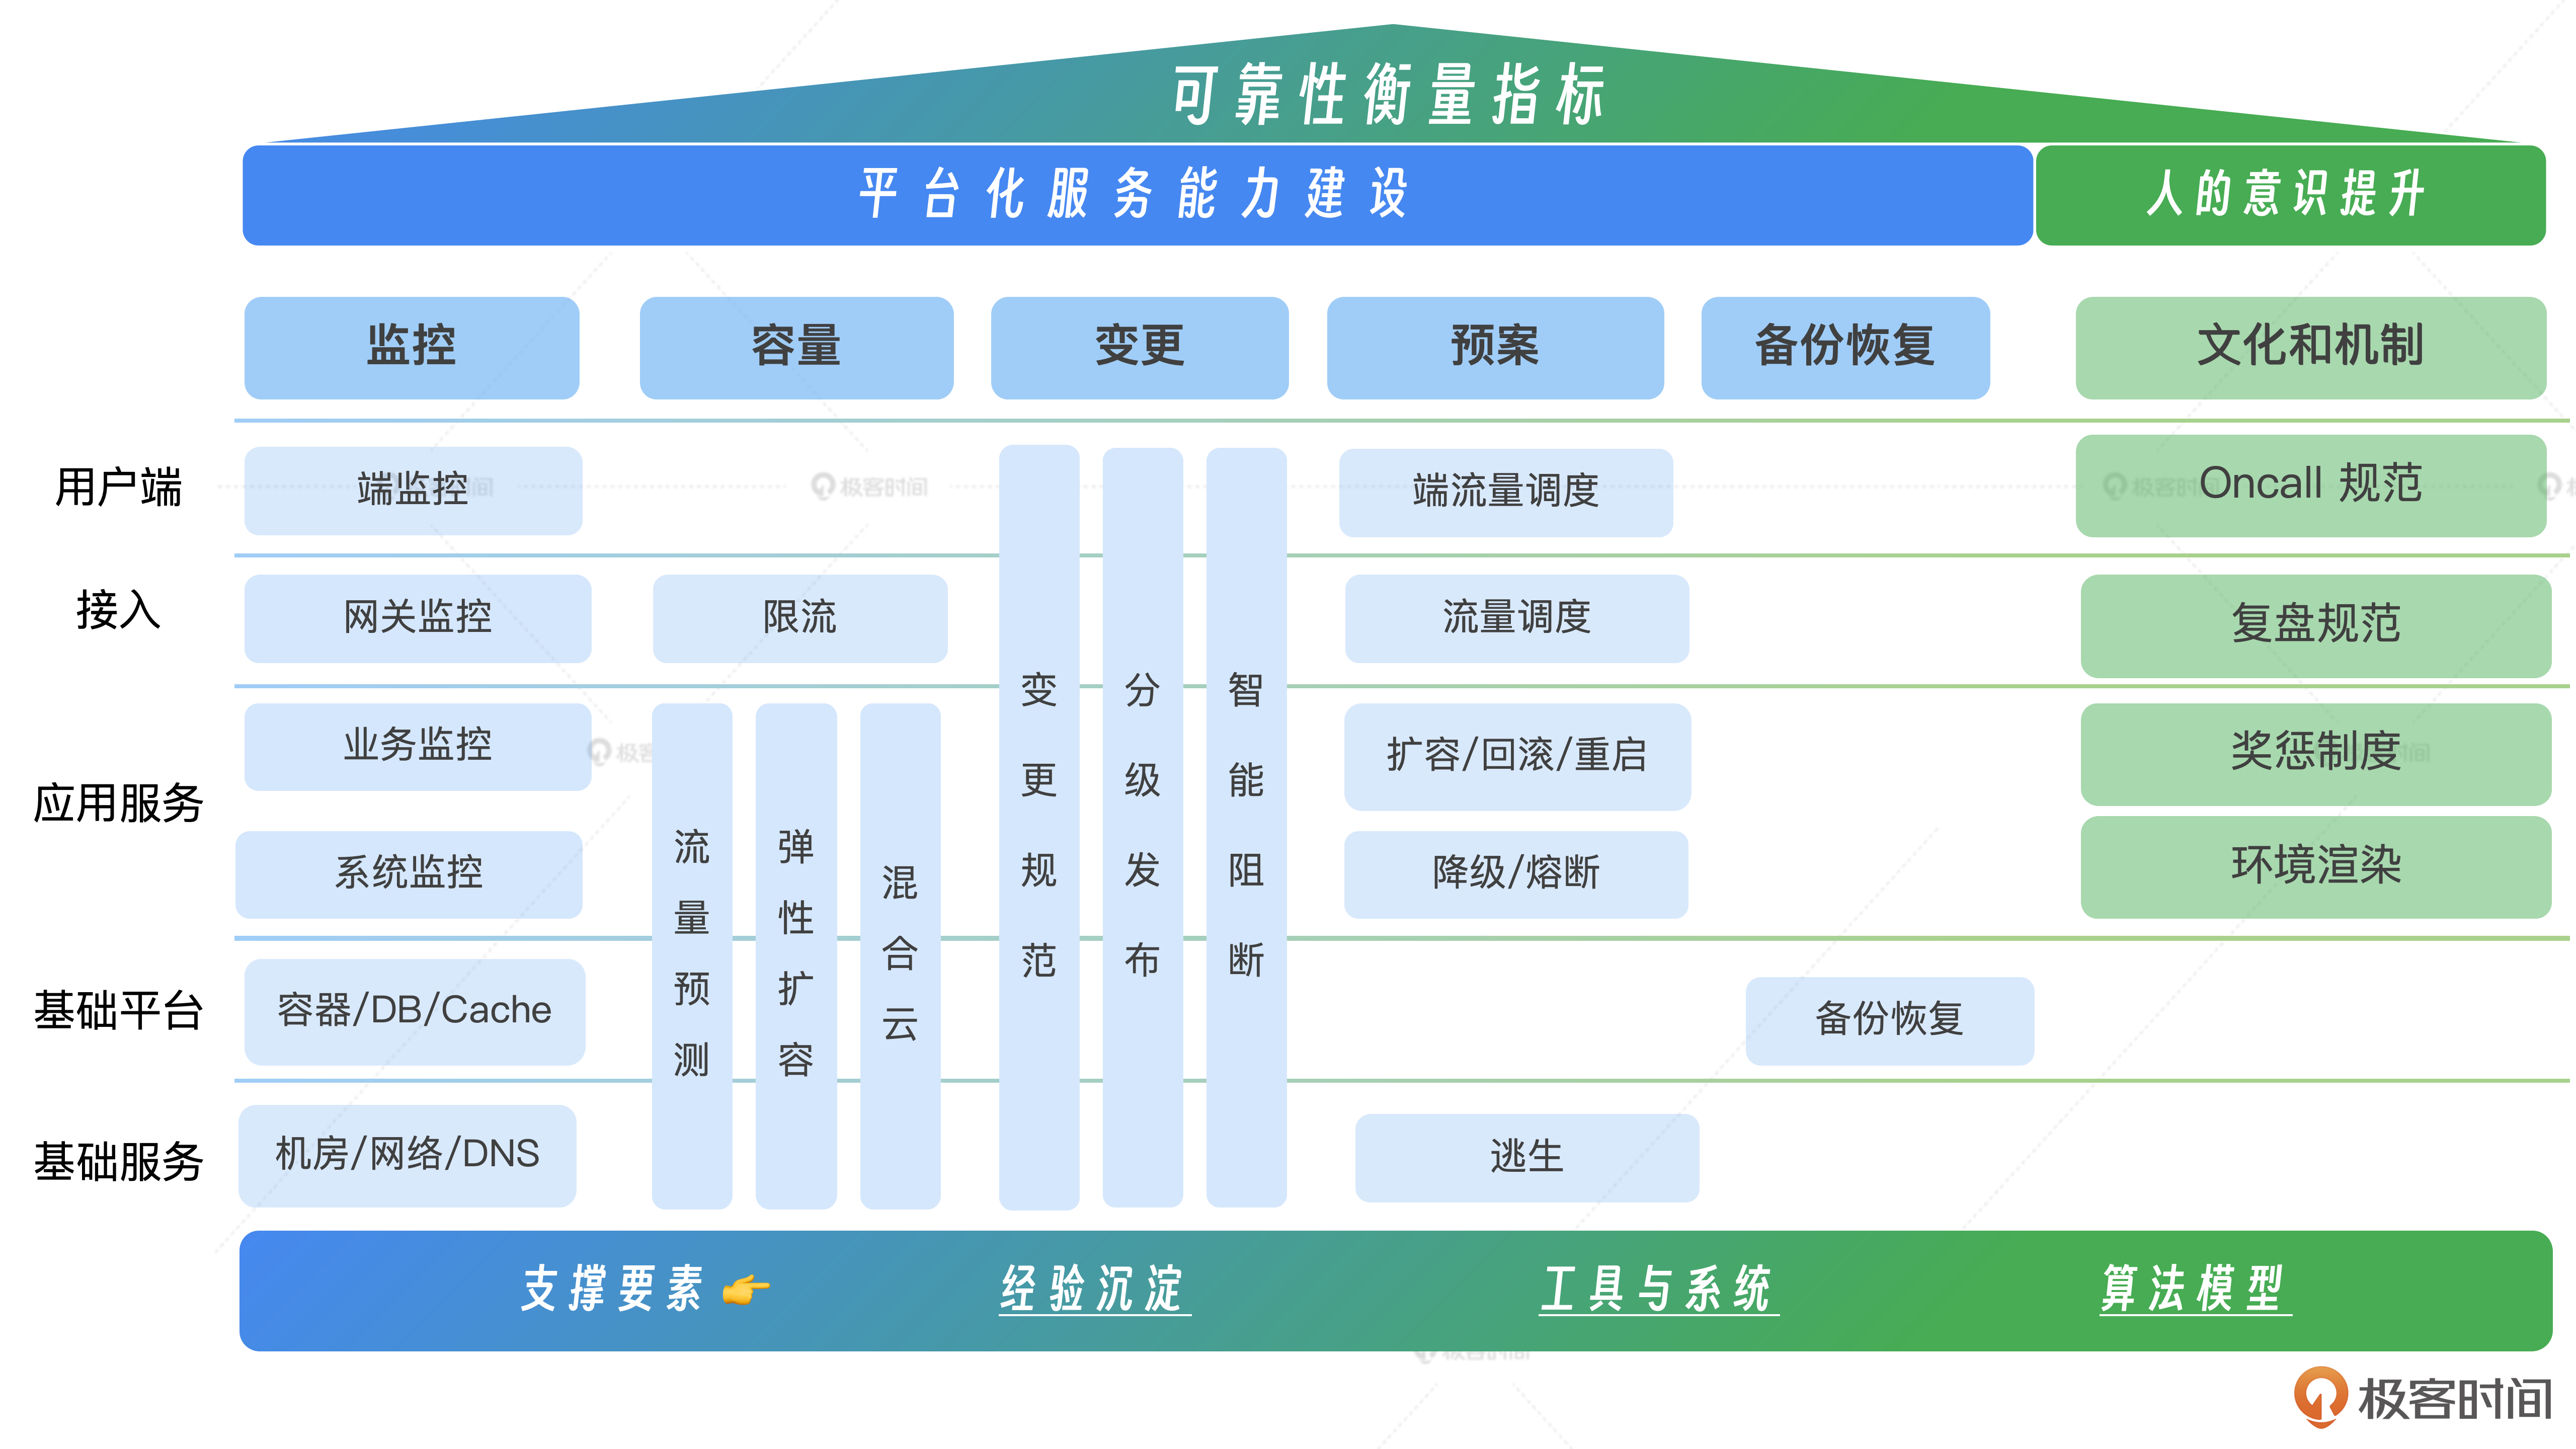 可靠性衡量指标
平台化服务能力建设
人的意识提升
监控
容量
变更
预案
备份恢复
文化和机制
用户端
端监控
端流量调度
Oncall 规范
接入
网关监控
限流
流量调度
复盘规范
应用服务
业务监控
系统监控
流量预测
弹性扩容
混合云
变更规范
分级发布
智能阻断
扩容/回滚/重启
降级/熔断
奖惩制度
环境渲染
基础平台
容器/DB/Cache
备份恢复
基础服务
机房/网络/DNS
逃生
支撑要素
经验沉淀
工具与系统
算法模型
极客时间
极客时间